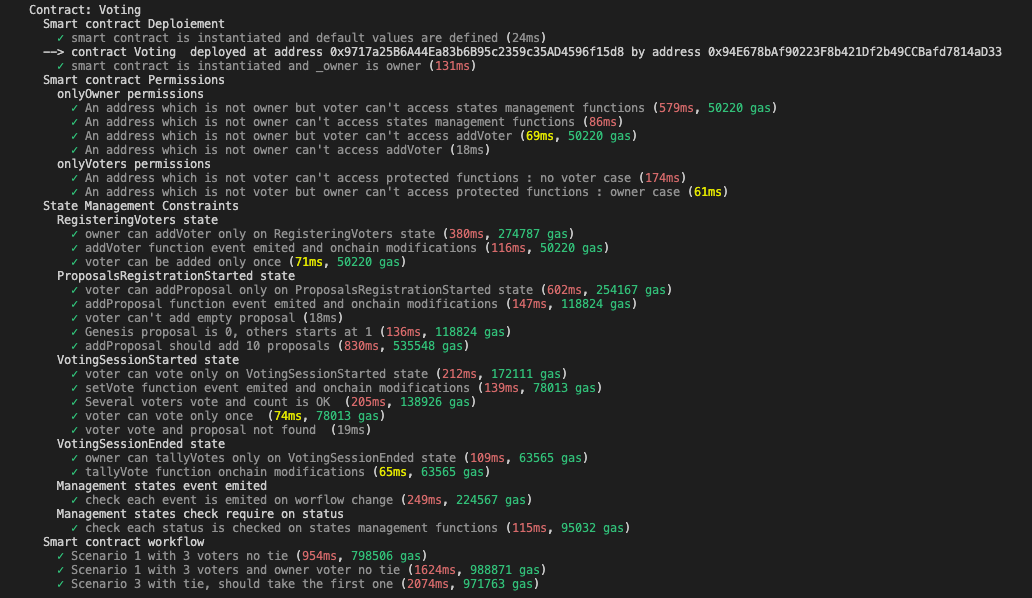 Contract: Voting
Smart contract Deploiement
✓ smart contract is instantiated and default values are defined (24ms)
——> contract Voting  deployed at address 0x9717a25B6A44Ea83b6B95c2359c35AD4596f15d8 by address 0x94E678bAf90223F8b421Df2b49CCBafd7814aD33
✓ smart contract is instantiated and _owner is owner (131ms)
Smart contract Permissions
onlyOwner permissions
✓ An address which is not owner but voter can't access states management functions (579ms, 50220 gas)
✓ An address which is not owner can't access states management functions (86ms)
✓ An address which is not owner but voter can't access addVoter (69ms, 50220 gas)
✓ An address which is not owner can't access addVoter (18ms)
onlyVoters permissions
✓ An address which is not voter can't access protected functions : no voter case (174ms)
✓ An address which is not voter but owner can't access protected functions : owner case (61ms)
State Management Constraints
RegisteringVoters state
✓ owner can addVoter only on RegisteringVoters state (380ms, 274787 gas)
✓ addVoter function event emited and onchain modifications (116ms, 50220 gas)
✓ voter can be added only once (71ms, 50220 gas)
ProposalsRegistrationStarted state
✓ voter can addProposal only on ProposalsRegistrationStarted state (602ms, 254167 gas)
✓ addProposal function event emited and onchain modifications (147ms, 118824 gas)
✓ voter can't add empty proposal (18ms)
✓ Genesis proposal is 0, others starts at 1 (136ms, 118824 gas)
✓ addProposal should add 10 proposals (830ms, 535548 gas)
VotingSessionStarted state
✓ voter can vote only on VotingSessionStarted state (212ms, 172111 gas)
✓ setVote function event emited and onchain modifications (139ms, 78013 gas)
✓ Several voters vote and count is OK  (205ms, 138926 gas)
✓ voter can vote only once  (74ms, 78013 gas)
✓ voter vote and proposal not found  (19ms)
VotingSessionEnded state
✓ owner can tallyVotes only on VotingSessionEnded state (109ms, 63565 gas)
✓ tallyVote function onchain modifications (65ms, 63565 gas)
Management states event emited
✓ check each event is emited on worflow change (249ms, 224567 gas)
Management states check require on status
✓ check each status is checked on states management functions (115ms, 95032 gas)
Smart contract workflow
✓ Scenario 1 with 3 voters no tie (954ms, 798506 gas)
✓ Scenario 1 with 3 voters and owner voter no tie (1624ms, 988871 gas)
✓ Scenario 3 with tie, should take the first one (2074ms, 971763 gas)